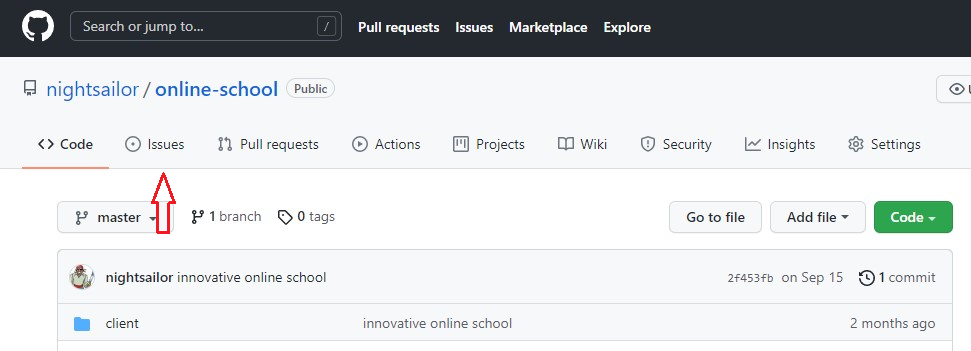 Search or jump to... / Pull requests Issues Marketplace Explore
nightsailor / online-school Public
<> Code Issues Pull requests Actions Projects Wiki Security Insights Settings
master 1 branch 0 tags Go to file Add file Code
nightsailor innovative online school 2f453fb on Sep 15 1 commit
client innovative online school 2 months ago